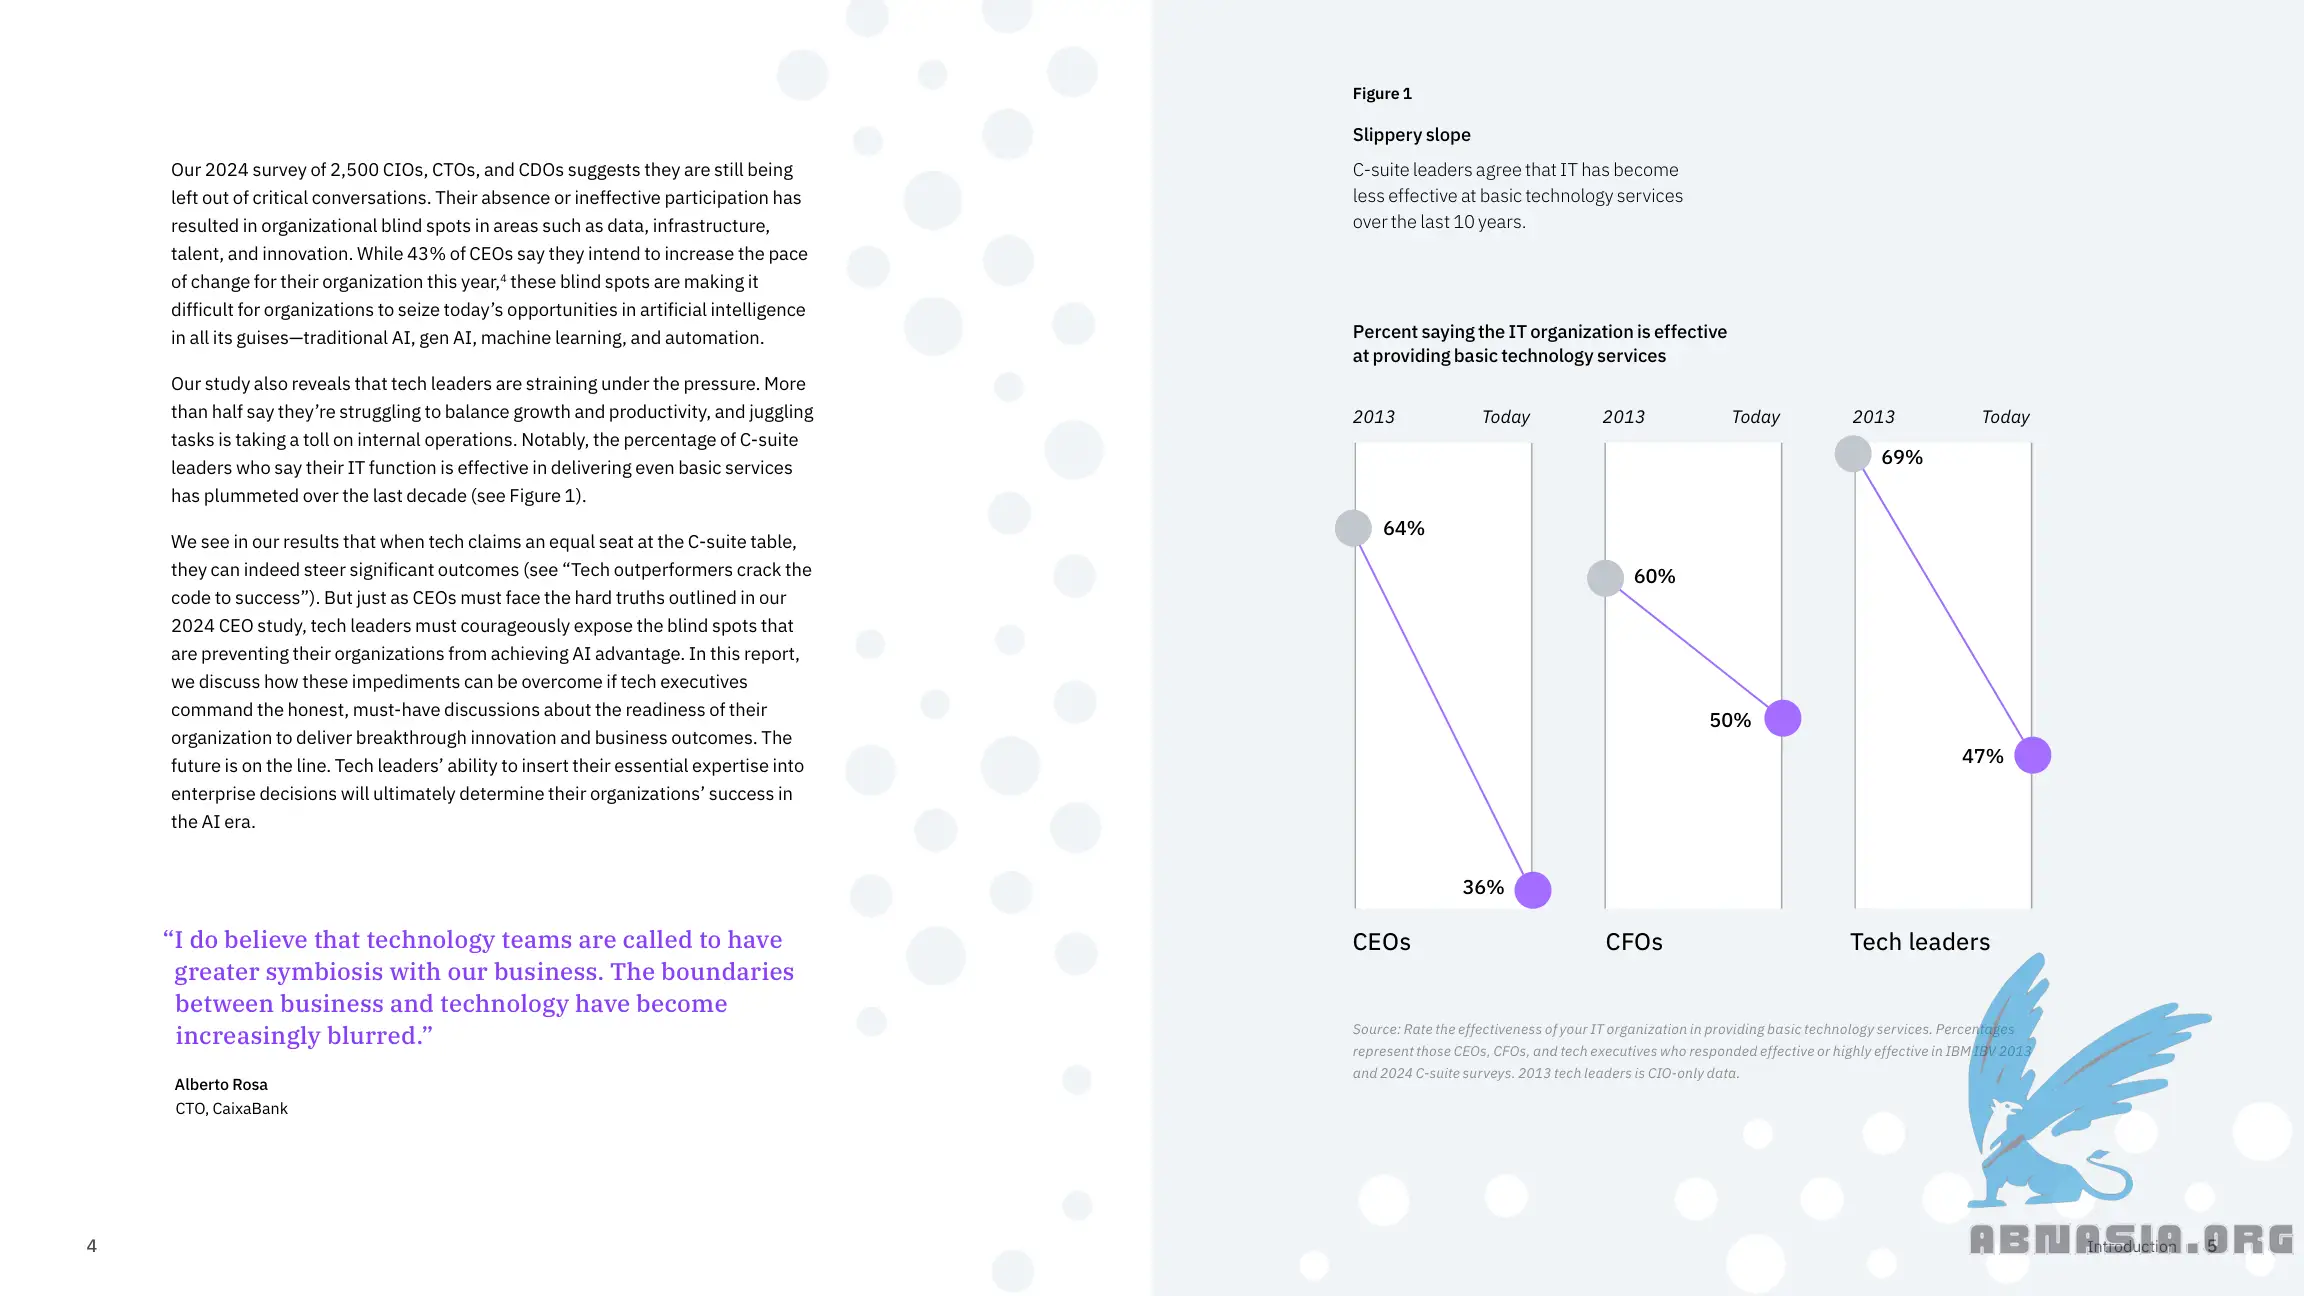 Our 2024 survey of 2,500 CIOs, CTOs, and CDOs suggests they are still being
left out of critical conversations. Their absence or ineffective participation has
resulted in organizational blind spots in areas such as data, infrastructure,
talent, and innovation. While 43% of CEOs say they intend to increase the pace
of change for their organization this year,⁴ these blind spots are making it
difficult for organizations to seize today’s opportunities in artificial intelligence
in all its guises—traditional AI, gen AI, machine learning, and automation.
Our study also reveals that tech leaders are straining under the pressure. More
than half say they’re struggling to balance growth and productivity, and juggling
tasks is taking a toll on internal operations. Notably, the percentage of C-suite
leaders who say their IT function is effective in delivering even basic services
has plummeted over the last decade (see Figure 1).
We see in our results that when tech claims an equal seat at the C-suite table,
they can indeed steer significant outcomes (see “Tech outperformers crack the
code to success”). But just as CEOs must face the hard truths outlined in our
2024 CEO study, tech leaders must courageously expose the blind spots that
are preventing their organizations from achieving AI advantage. In this report,
we discuss how these impediments can be overcome if tech executives
command the honest, must-have discussions about the readiness of their
organization to deliver breakthrough innovation and business outcomes. The
future is on the line. Tech leaders’ ability to insert their essential expertise into
enterprise decisions will ultimately determine their organizations’ success in
the AI era.
“I do believe that technology teams are called to have
greater symbiosis with our business. The boundaries
between business and technology have become
increasingly blurred.”
Alberto Rosa
CTO, CaixaBank
4
Figure 1
Slippery slope
C-suite leaders agree that IT has become
less effective at basic technology services
over the last 10 years.
Percent saying the IT organization is effective
at providing basic technology services
2013 Today 2013 Today 2013 Today
69%
64%
60%
50%
47%
36%
CEOs CFOs Tech leaders
Source: Rate the effectiveness of your IT organization in providing basic technology services. Percentages
represent those CEOs, CFOs, and tech executives who responded effective or highly effective in IBM IBV 2013
and 2024 C-suite surveys. 2013 tech leaders is CIO-only data.
Introduction 5
ABNASIA.ORG